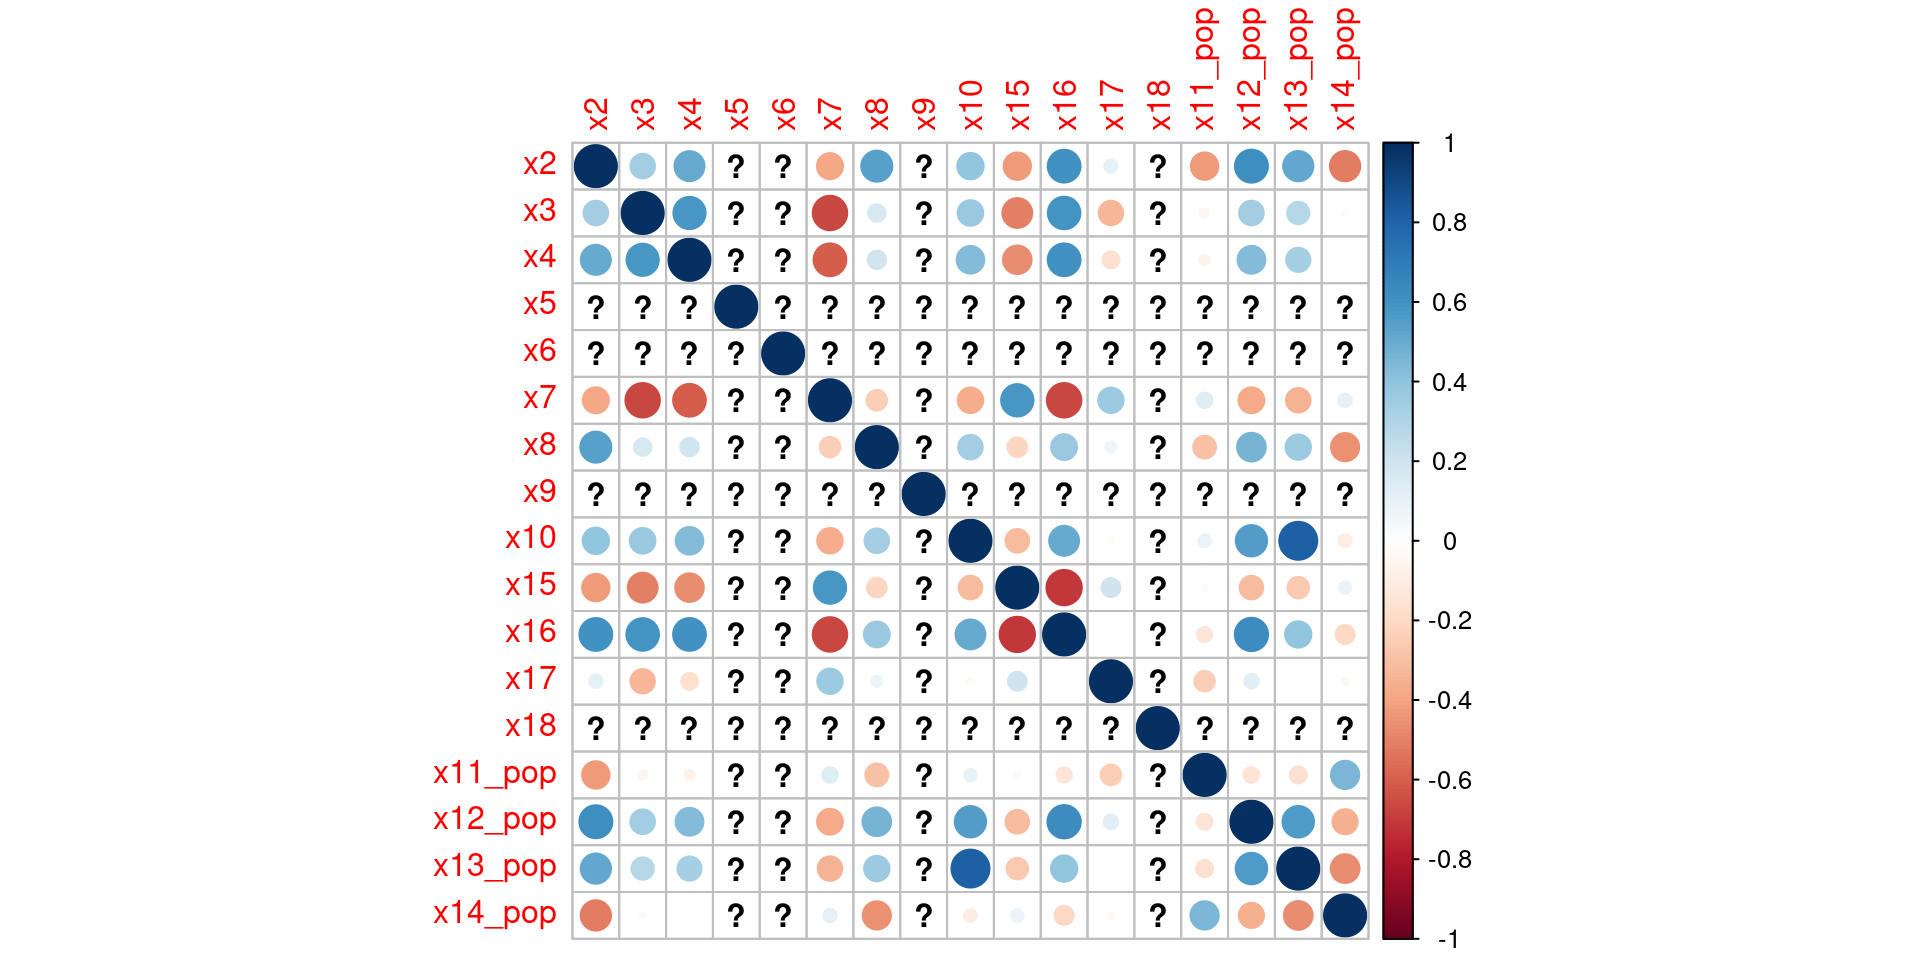 x2 x3 x4 x5 x6 x7 x8 x9 x10 x15 x16 x17 x18 x11_pop x12_pop x13_pop x14_pop
x2 ? ? ? ? 1
x3 ? ? ? ? 0.8
x4 ? ? ? ?
x5 ? ? ? ? ? ? ? ? ? ? ? ? ? ? ? ? 0.6
x6 ? ? ? ? ? ? ? ? ? ? ? ? ? ? ? ? 0.4
x7 ? ? ? ?
x8 ? ? ? ? 0.2
x9 ? ? ? ? ? ? ? ? ? ? ? ? ? ? ? ?
x10 ? ? ? ? 0
x15 ? ? ? ? -0.2
x16 ? ? ? ?
x17 ? ? ? ? -0.4
x18 ? ? ? ? ? ? ? ? ? ? ? ? ? ? ? ?
x11_pop ? ? ? ? -0.6
x12_pop ? ? ? ?
x13_pop ? ? ? ? -0.8
x14_pop ? ? ? ? -1